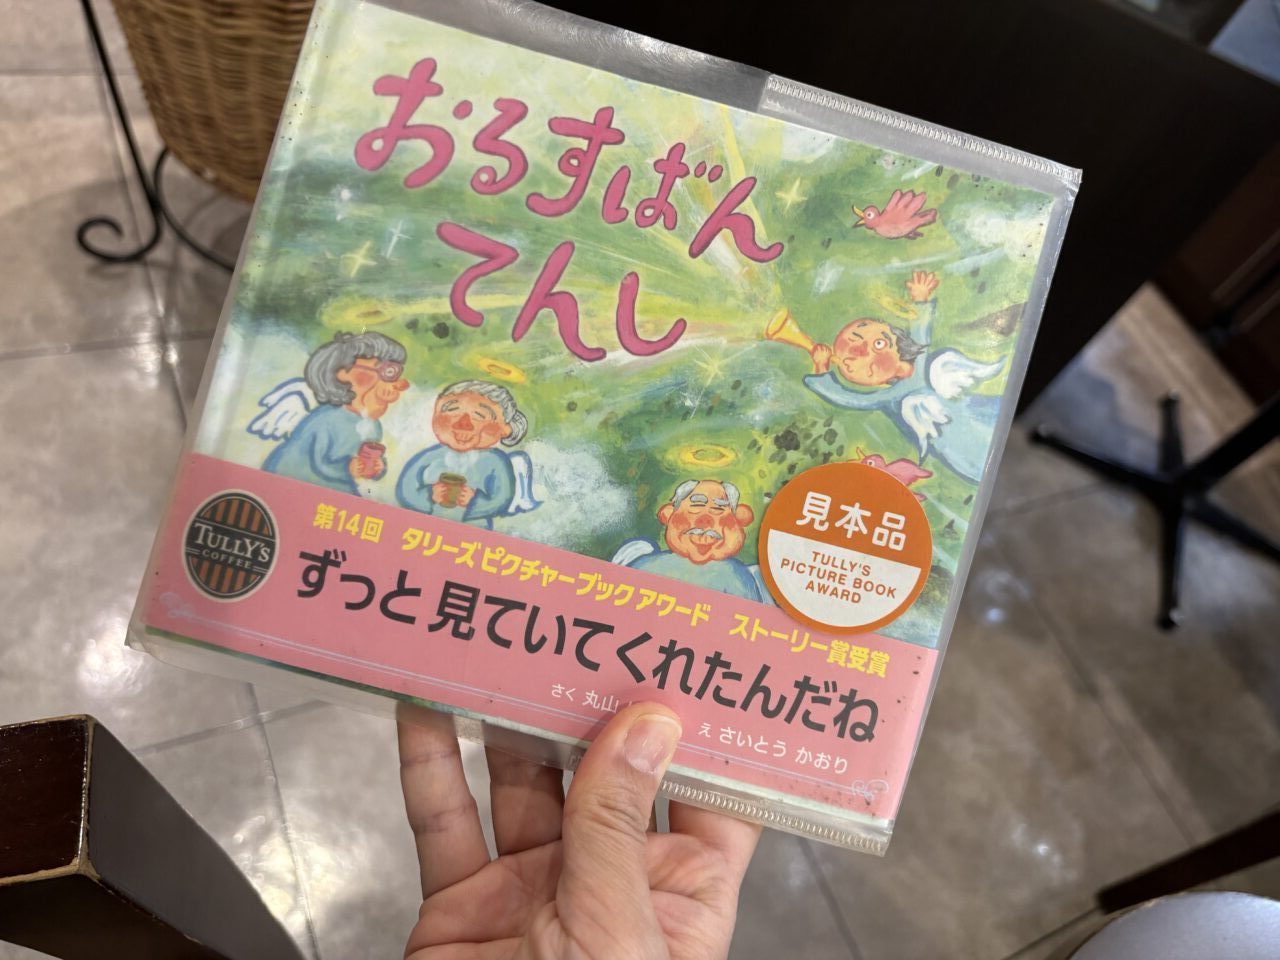 おるすばん
てんし
第14回 タリーズピクチャーブックアワード ストーリー賞受賞
ずっと見ていてくれたんだね
さく 丸山
え さいとう かおり
TULLY'S
COFFEE
見本品
TULLY'S
PICTURE BOOK
AWARD